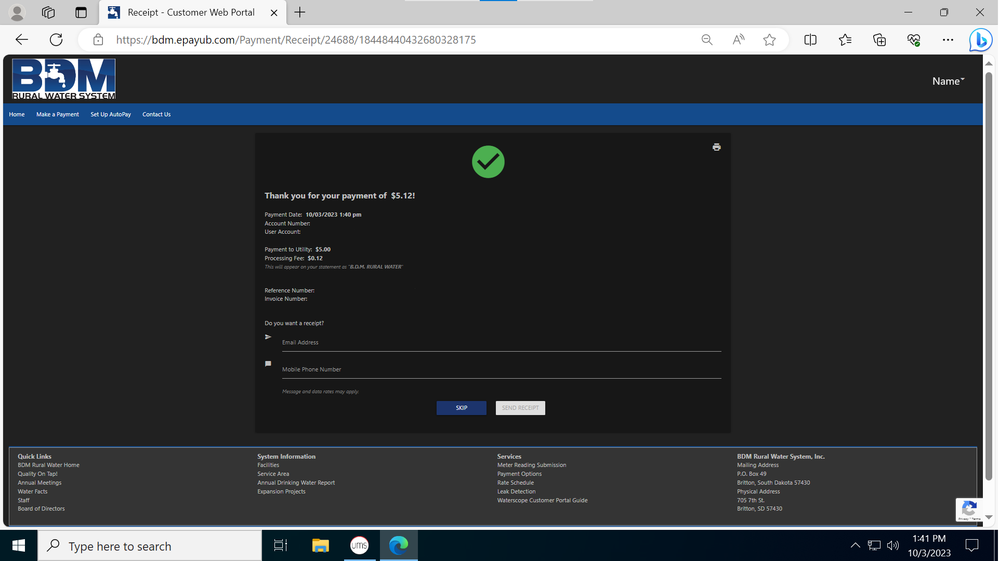 Receipt - Customer Web Portal
https://bdm.epayub.com/Payment/Receipt/24688/18448440432680328175
BDM
RURAL WATER SYSTEM
Name
Home Make a Payment Set Up AutoPay Contact Us
Thank you for your payment of $5.12!
Payment Date: 10/03/2023 1:40 pm
Account Number:
User Account:
Payment to Utility: $5.00
Processing Fee: $0.12
This will appear on your statement as "B.D.M. RURAL WATER"
Reference Number:
Invoice Number:
Do you want a receipt?
Email Address
Mobile Phone Number
Message and data rates may apply.
SKIP SEND RECEIPT
Quick Links
BDM Rural Water Home
Quality On Tap!
Annual Meetings
Water Facts
Staff
Board of Directors
System Information
Facilities
Service Area
Annual Drinking Water Report
Expansion Projects
Services
Meter Reading Submission
Payment Options
Rate Schedule
Leak Detection
Waterscope Customer Portal Guide
BDM Rural Water System, Inc.
Mailing Address
P.O. Box 49
Britton, South Dakota 57430
Physical Address
705 7th St.
Britton, SD 57430
Privacy - Terms
Type here to search
ums
1:41 PM
10/3/2023